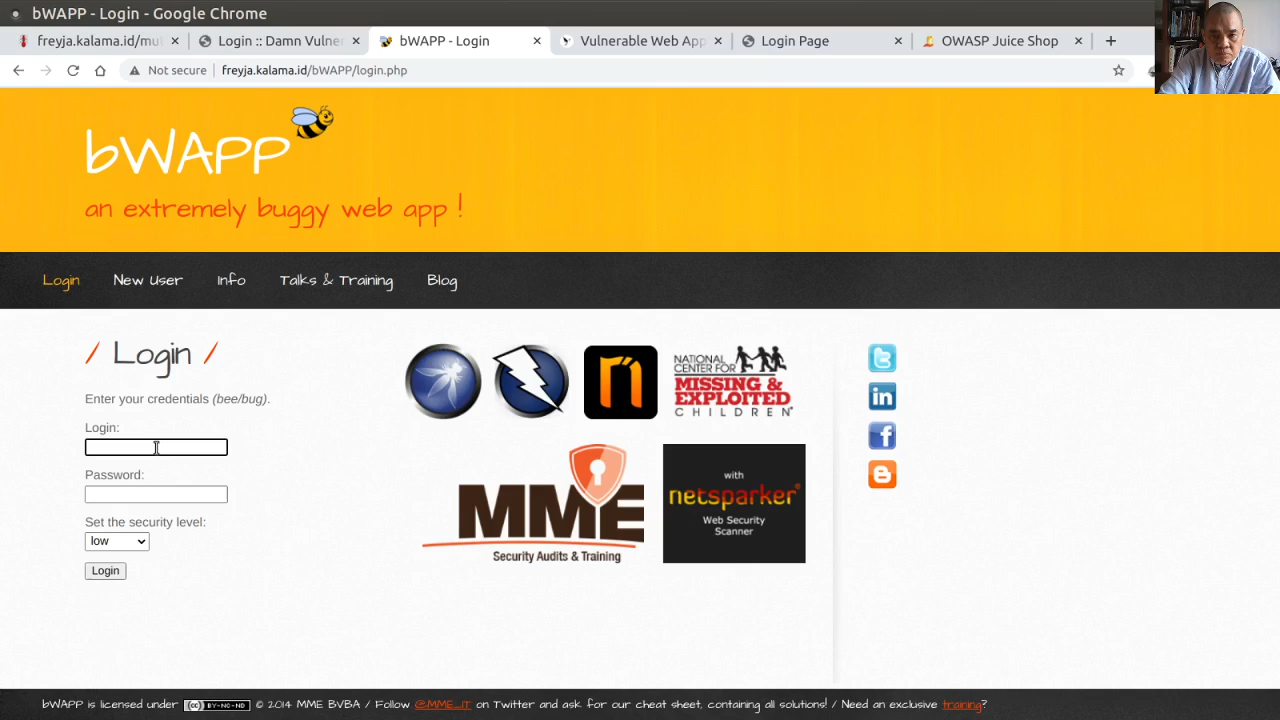 bWAPP - Login - Google Chrome
freyja.kalama.id/mu
Login :: Damn Vulne
bWAPP - Login
Vulnerable Web App
Login Page
OWASP Juice Shop
Not secure
freyja.kalama.id/bWAPP/login.php
bWAPP
an extremely buggy web app !
Login
New User
Info
Talks & Training
Blog
/ Login /
Enter your credentials (bee/bug).
Login:
Password:
Set the security level:
low
Login
NATIONAL
CENTER FOR
MISSING &
EXPLOITED
CHILDREN
MME
Security Audits & Training
with
netsparker
Web Security
Scanner
bWAPP is licensed under (cc) BY-NC-ND © 2014 MME BVBA / Follow @MME_IT on Twitter and ask for our cheat sheet, containing all solutions! / Need an exclusive training?